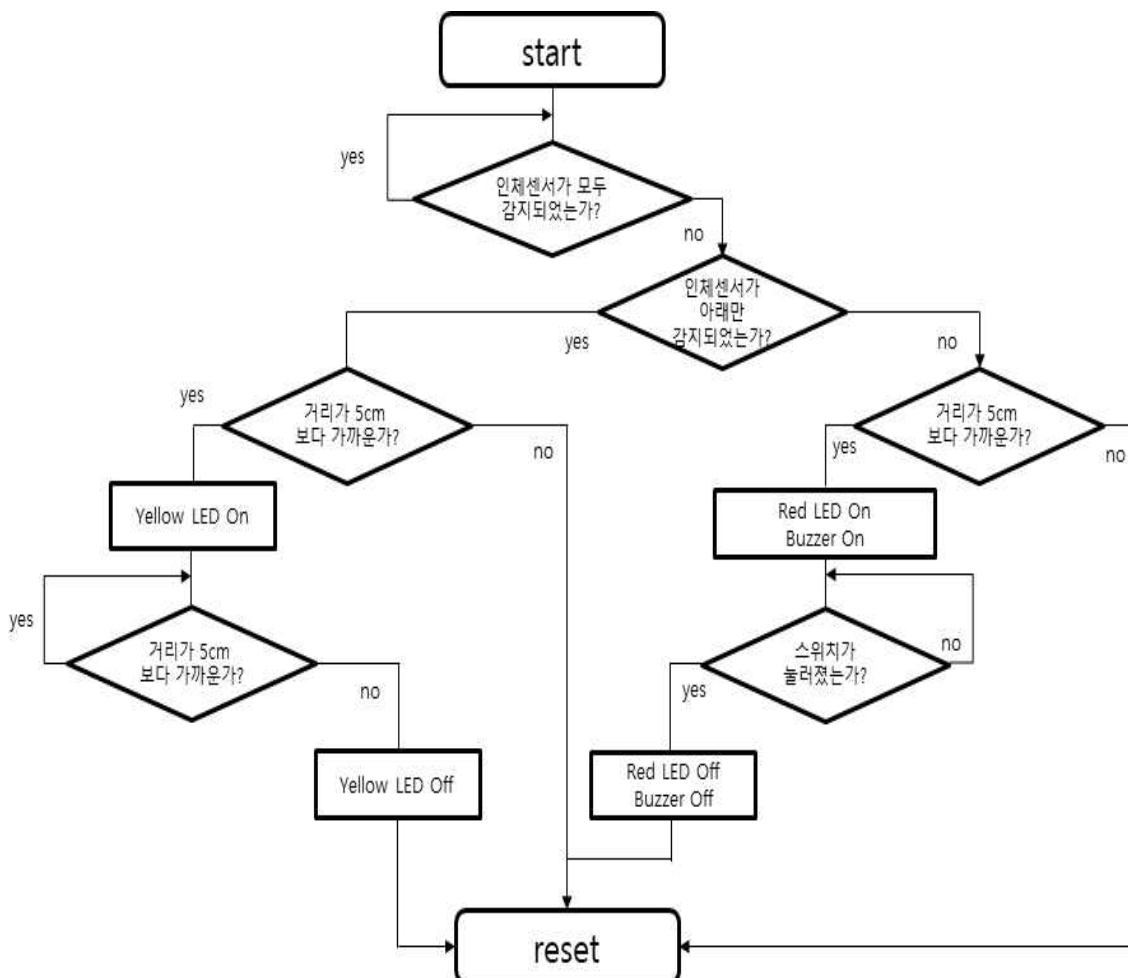 start
yes
인체센서가 모두
감지되었는가?
no
인체센서가
아래만
감지되었는가?
yes
no
yes
거리가 5cm
보다 가까운가?
no
거리가 5cm
보다 가까운가?
yes
no
Yellow LED On
Red LED On
Buzzer On
yes
거리가 5cm
보다 가까운가?
no
스위치가
눌러졌는가?
no
yes
Yellow LED Off
Red LED Off
Buzzer Off
reset